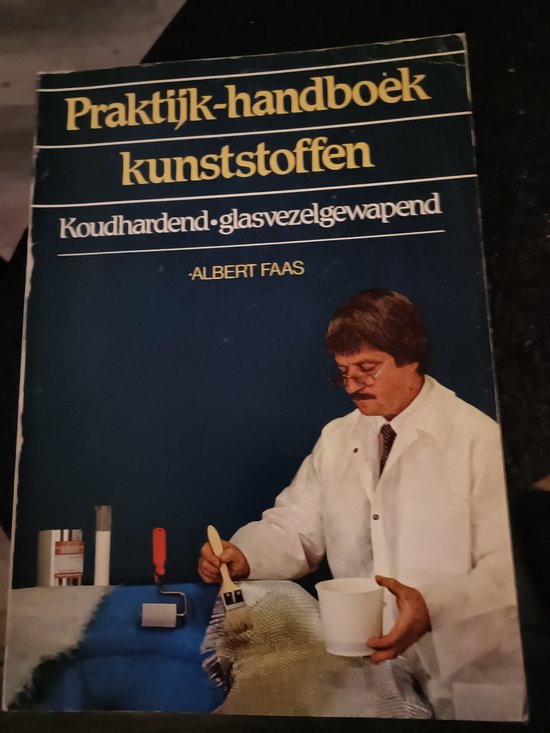 Praktijk-handboek
kunststoffen
Koudhardend•glasvezelgewapend
ALBERT FAAS